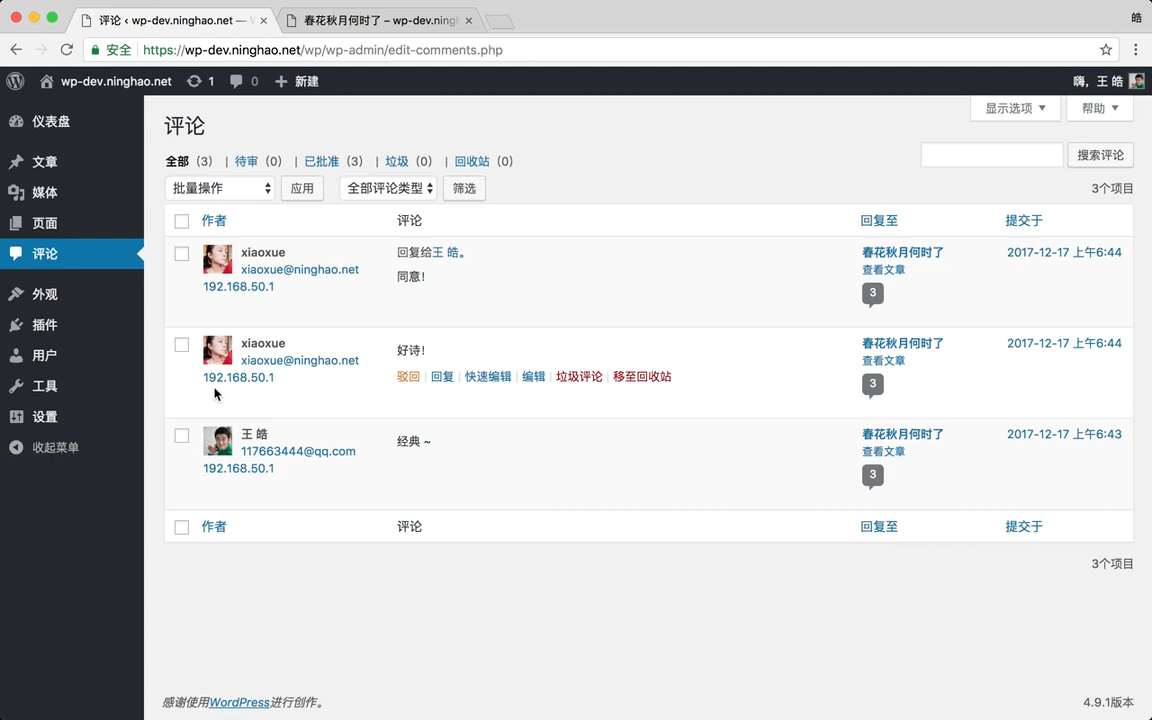 评论 ‹ wp-dev.ninghao.net — W
春花秋月何时了 – wp-dev.ningh
皓
安全 https://wp-dev.ninghao.net/wp/wp-admin/edit-comments.php
wp-dev.ninghao.net 1 0 新建 嗨，王 皓
仪表盘
文章
媒体
页面
评论
外观
插件
用户
工具
设置
收起菜单
显示选项 帮助
评论
全部 (3) | 待审 (0) | 已批准 (3) | 垃圾 (0) | 回收站 (0)
搜索评论
批量操作 应用 全部评论类型 筛选 3个项目
作者 评论 回复至 提交于
xiaoxue 回复给王 皓。 春花秋月何时了 2017-12-17 上午6:44
xiaoxue@ninghao.net 同意! 查看文章
192.168.50.1 3
xiaoxue 好诗! 春花秋月何时了 2017-12-17 上午6:44
xiaoxue@ninghao.net 查看文章
192.168.50.1 驳回 | 回复 | 快速编辑 | 编辑 | 垃圾评论 | 移至回收站 3
王 皓 经典 ~ 春花秋月何时了 2017-12-17 上午6:43
117663444@qq.com 查看文章
192.168.50.1 3
作者 评论 回复至 提交于
3个项目
感谢使用WordPress进行创作。 4.9.1版本